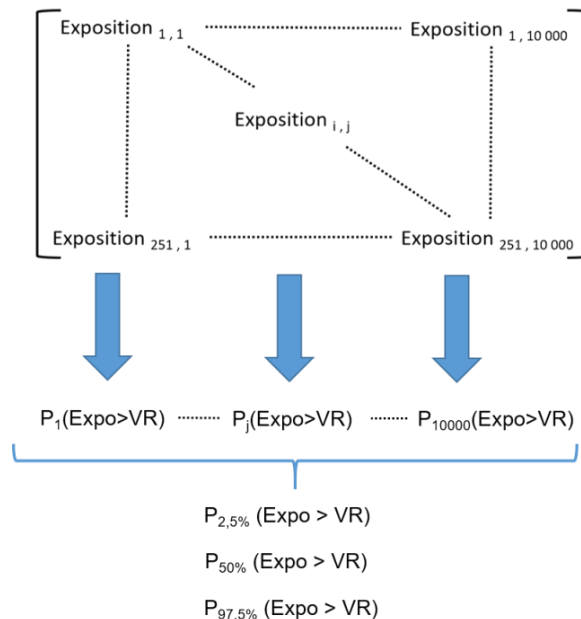 Exposition 1 , 1 Exposition 1 , 10 000
Exposition i , j
Exposition 251 , 1 Exposition 251 , 10 000
P1(Expo>VR) Pj(Expo>VR) P10000(Expo>VR)
P2,5% (Expo > VR)
P50% (Expo > VR)
P97,5% (Expo > VR)